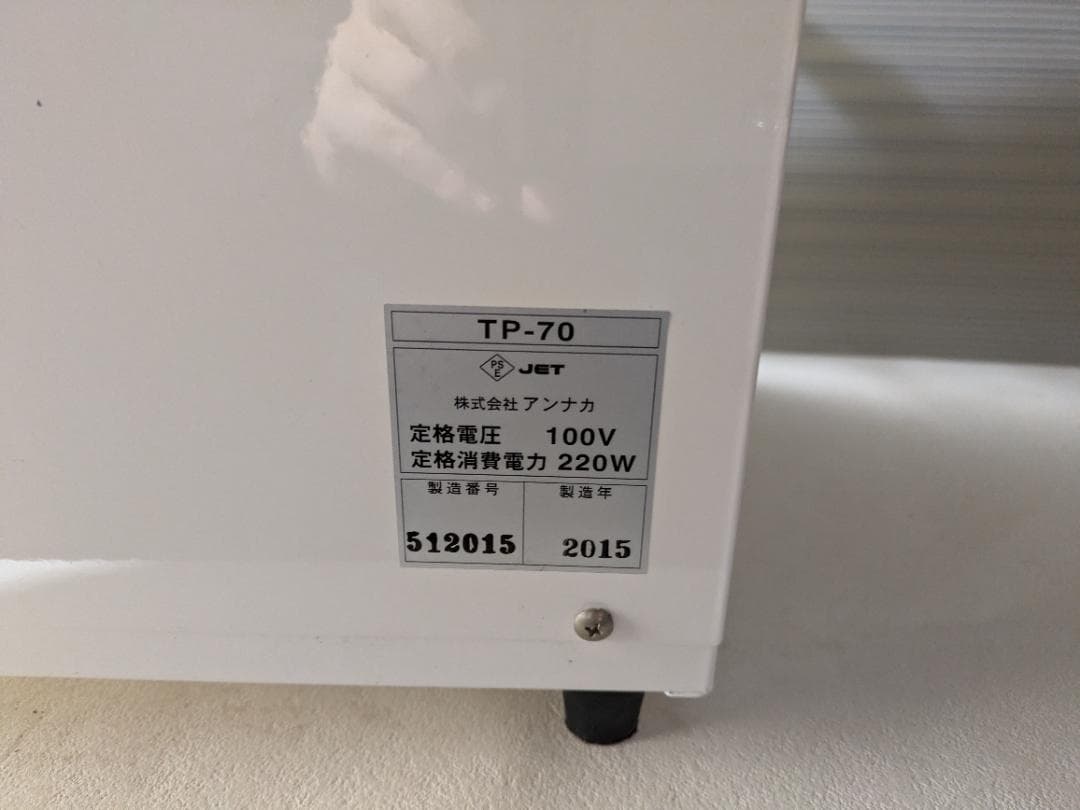 TP-70
PS
E
JET
株式会社 アンナカ
定格電圧 100V
定格消費電力 220W
製造番号 製造年
512015 2015